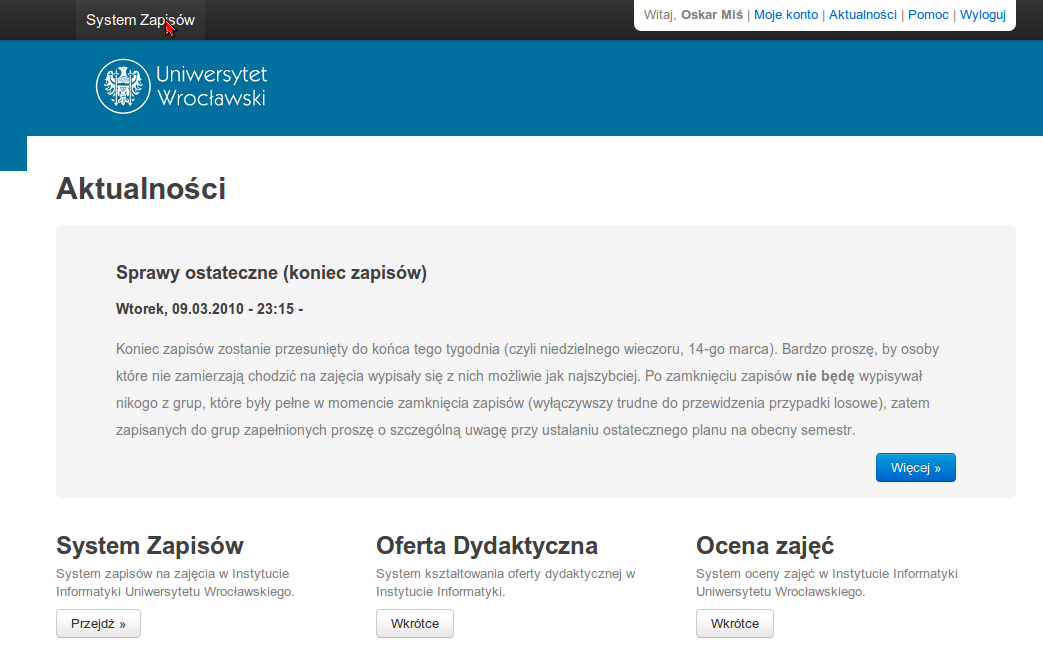 System Zapisów
Witaj, Oskar Miś | Moje konto | Aktualności | Pomoc | Wyloguj
Uniwersytet
Wrocławski
Aktualności
Sprawy ostateczne (koniec zapisów)
Wtorek, 09.03.2010 - 23:15 -
Koniec zapisów zostanie przesunięty do końca tego tygodnia (czyli niedzielnego wieczoru, 14-go marca). Bardzo proszę, by osoby
które nie zamierzają chodzić na zajęcia wypisały się z nich możliwie jak najszybciej. Po zamknięciu zapisów nie będę wypisywał
nikogo z grup, które były pełne w momencie zamknięcia zapisów (wyłączywszy trudne do przewidzenia przypadki losowe), zatem
zapisanych do grup zapełnionych proszę o szczególną uwagę przy ustalaniu ostatecznego planu na obecny semestr.
Więcej »
System Zapisów
System zapisów na zajęcia w Instytucie
Informatyki Uniwersytetu Wrocławskiego.
Przejdź »
Oferta Dydaktyczna
System kształtowania oferty dydaktycznej w
Instytucie Informatyki.
Wkrótce
Ocena zajęć
System oceny zajęć w Instytucie Informatyki
Uniwersytetu Wrocławskiego.
Wkrótce